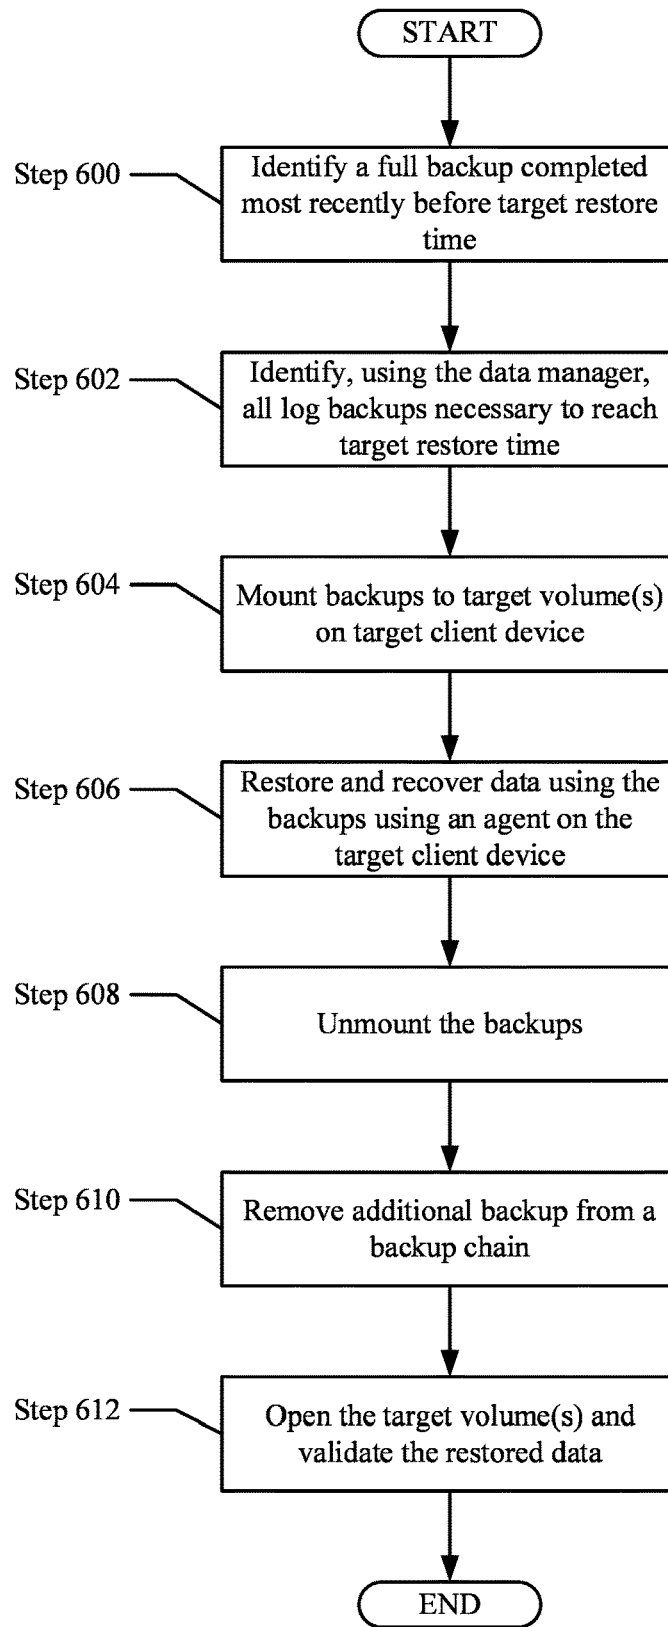 START
Step 600
Identify a full backup completed
most recently before target restore
time
Step 602
Identify, using the data manager,
all log backups necessary to reach
target restore time
Step 604
Mount backups to target volume(s)
on target client device
Step 606
Restore and recover data using the
backups using an agent on the
target client device
Step 608
Unmount the backups
Step 610
Remove additional backup from a
backup chain
Step 612
Open the target volume(s) and
validate the restored data
END